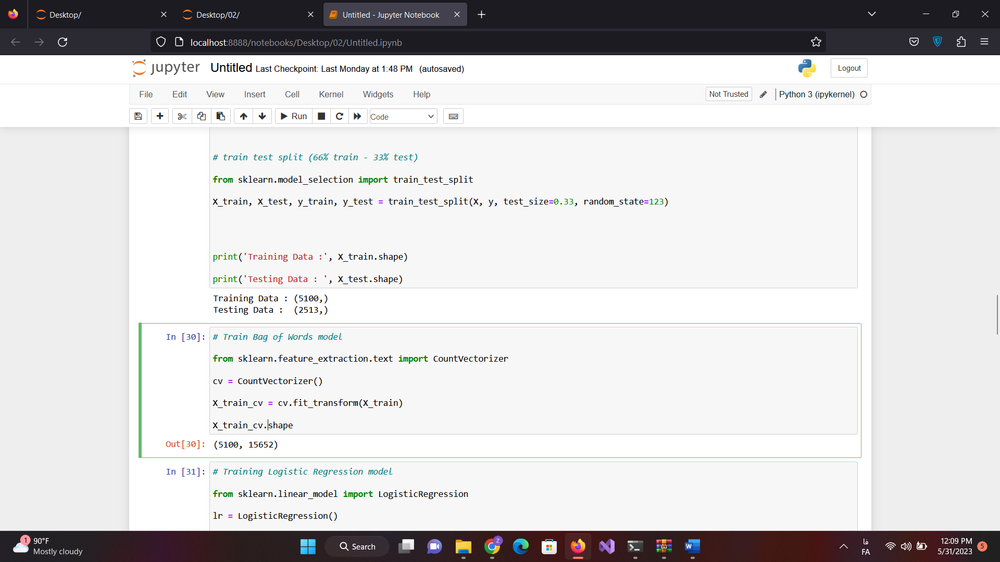 Desktop/
Desktop/02/
Untitled - Jupyter Notebook
localhost:8888/notebooks/Desktop/02/Untitled.ipynb
jupyter Untitled Last Checkpoint: Last Monday at 1:48 PM (autosaved)
Logout
File Edit View Insert Cell Kernel Widgets Help
Not Trusted
Python 3 (ipykernel)
Run
Code
# train test split (66% train - 33% test)
from sklearn.model_selection import train_test_split
X_train, X_test, y_train, y_test = train_test_split(X, y, test_size=0.33, random_state=123)
print('Training Data :', X_train.shape)
print('Testing Data : ', X_test.shape)
Training Data : (5100,)
Testing Data :  (2513,)
In [30]: # Train Bag of Words model
from sklearn.feature_extraction.text import CountVectorizer
cv = CountVectorizer()
X_train_cv = cv.fit_transform(X_train)
X_train_cv.shape
Out[30]: (5100, 15652)
In [31]: # Training Logistic Regression model
from sklearn.linear_model import LogisticRegression
lr = LogisticRegression()
1
90°F
Mostly cloudy
Search
Z
W
فا
FA
12:09 PM
5/31/2023
5